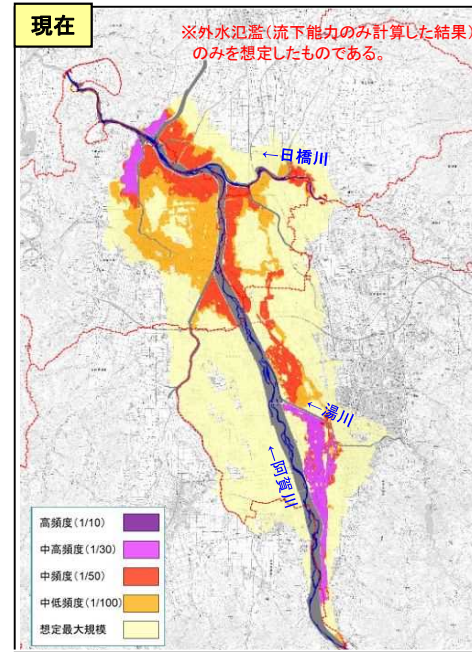 現在
※外水氾濫(流下能力のみ計算した結果)
のみを想定したものである。
←日橋川
←湯川
←阿賀川
高頻度(1/10)
中高頻度(1/30)
中頻度(1/50)
中低頻度(1/100)
想定最大規模